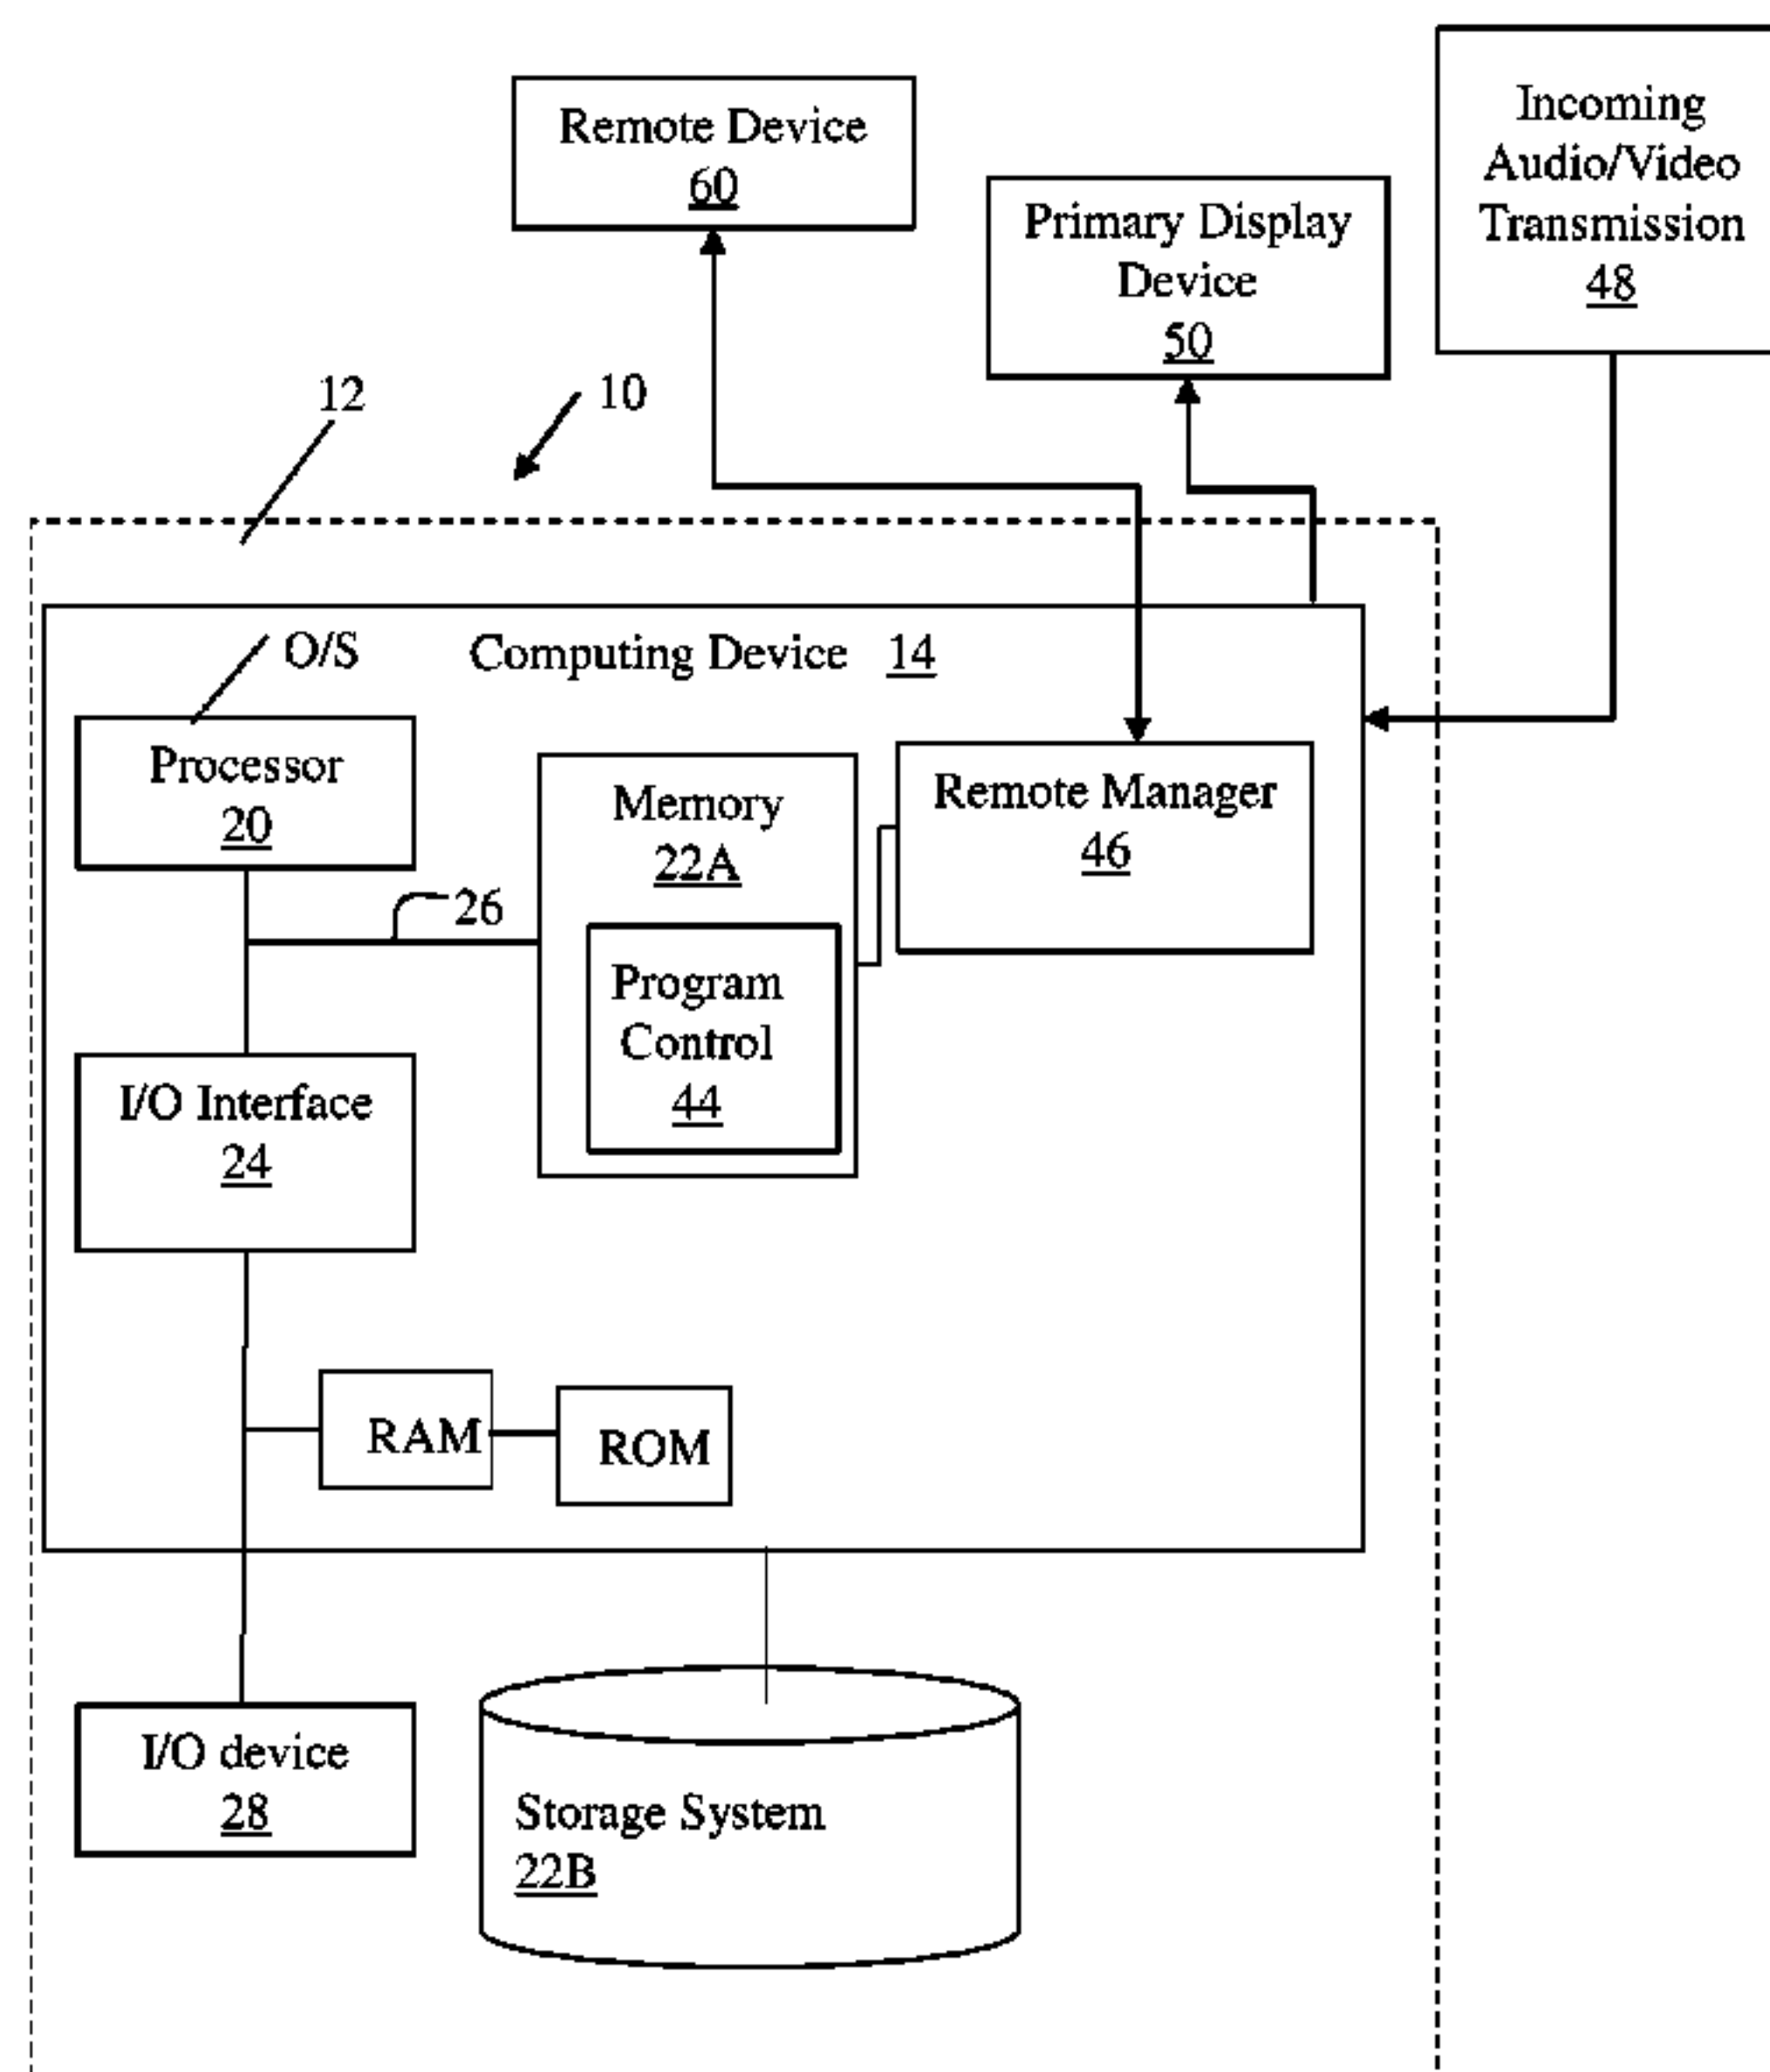 Incoming
Audio/Video
Transmission
48
Remote Device
60
Primary Display
Device
50
12
10
O/S
Computing Device 14
Processor
20
Memory
22A
Remote Manager
46
26
Program
Control
44
I/O Interface
24
RAM
ROM
I/O device
28
Storage System
22B